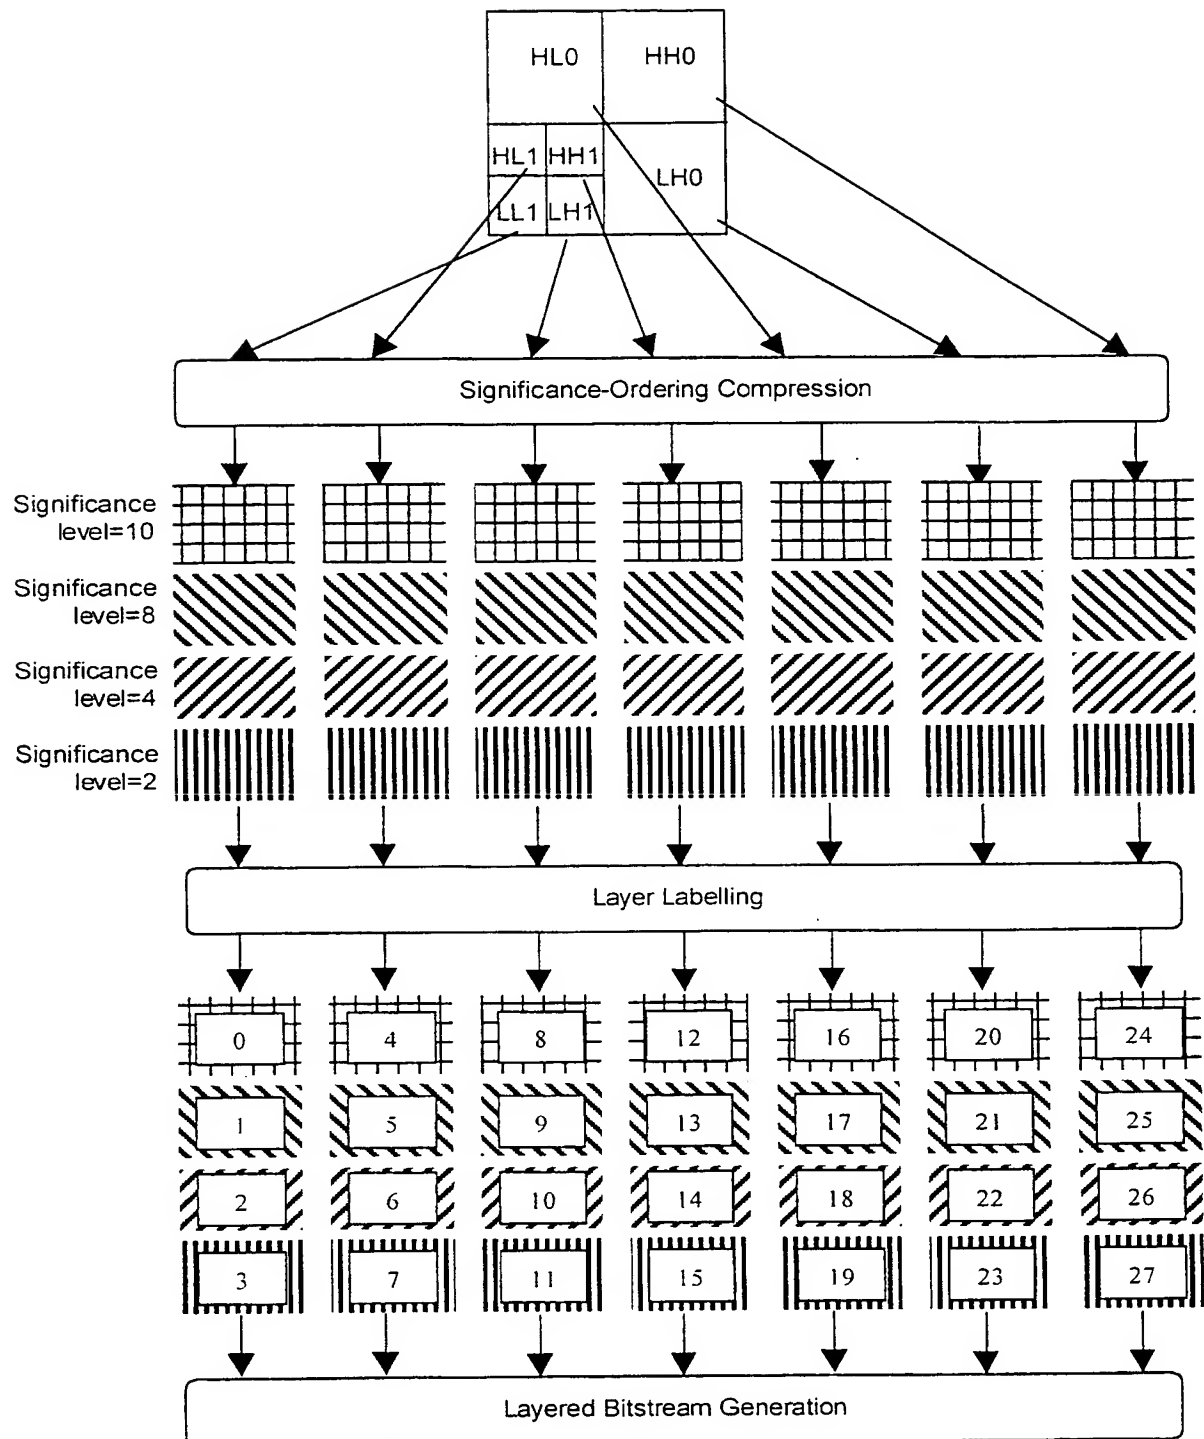 HL0 HH0
HL1 HH1
LH0
LL1 LH1
Significance-Ordering Compression
Significance
level=10
Significance
level=8
Significance
level=4
Significance
level=2
Layer Labelling
0 4 8 12 16 20 24
1 5 9 13 17 21 25
2 6 10 14 18 22 26
3 7 11 15 19 23 27
Layered Bitstream Generation